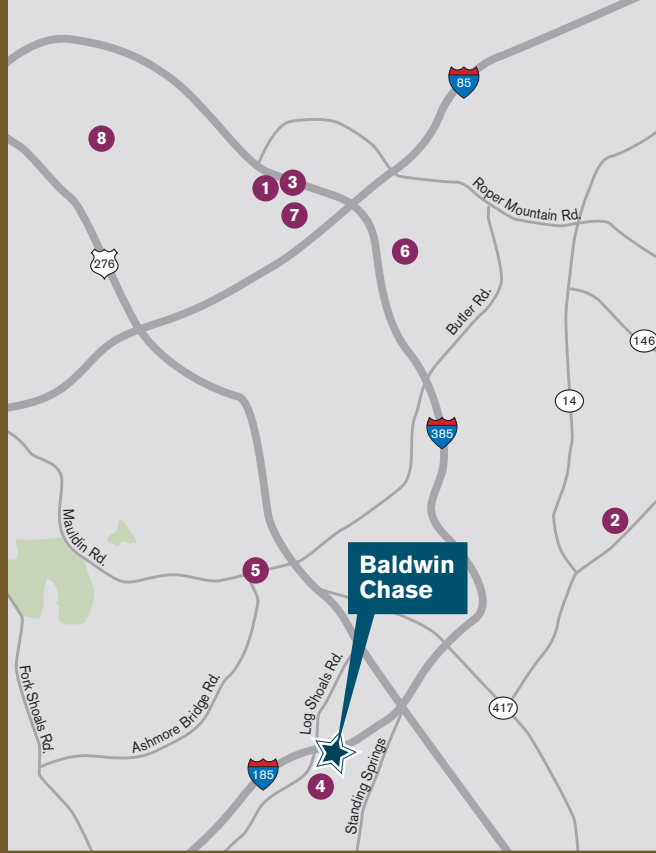 85
8
3
1
Roper Mountain Rd.
7
6
276
Butler Rd.
146
14
385
2
Mauldin Rd.
5
Baldwin
Chase
Log Shoals Rd.
Fork Shoals Rd.
Ashmore Bridge Rd.
417
185
4
Standing Springs